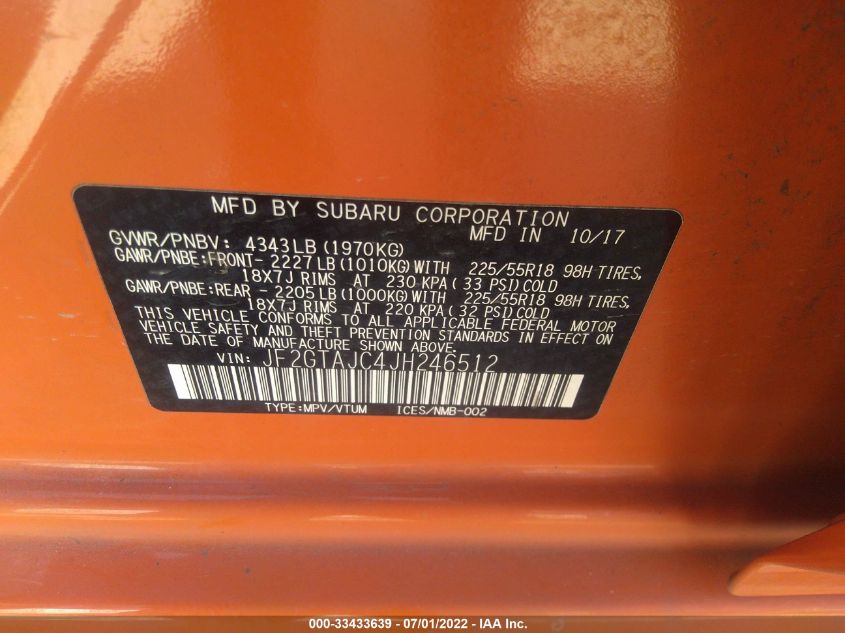 MFD BY SUBARU CORPORATION
MFD IN 10/17
GVWR/PNBV: 4343LB(1970KG)
GAWR/PNBE:FRONT- 2227LB(1010KG)WITH 225/55R18 98H TIRES,
18X7J RIMS AT 230 KPA( 33 PSI)COLD
GAWR/PNBE:REAR - 2205LB(1000KG)WITH 225/55R18 98H TIRES,
18X7J RIMS AT 220 KPA( 32 PSI)COLD
THIS VEHICLE CONFORMS TO ALL APPLICABLE FEDERAL MOTOR
VEHICLE SAFETY AND THEFT PREVENTION STANDARDS IN EFFECT ON
THE DATE OF MANUFACTURE SHOWN ABOVE.
VIN: JF2GTAJC4JH246512
TYPE:MPV/VTUM ICES/NMB-002
000-33433639 - 07/01/2022 - IAA Inc.